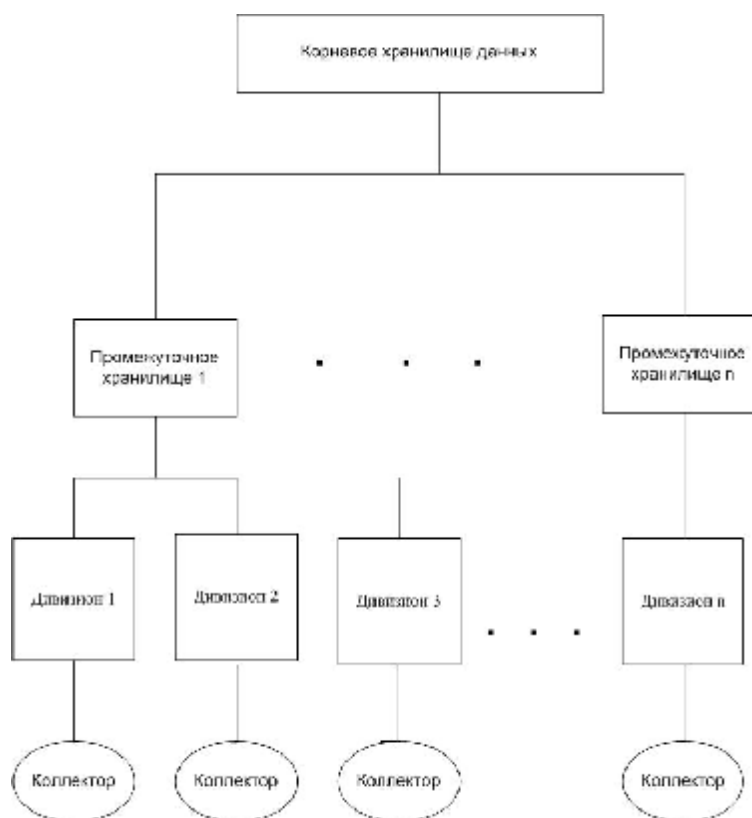 Корневое хранилище данных
Промежуточное
хранилище 1
Промежуточное
хранилище n
Дивизион 1
Дивизион 2
Дивизион 3
Дивизион n
Коллектор
Коллектор
Коллектор
Коллектор